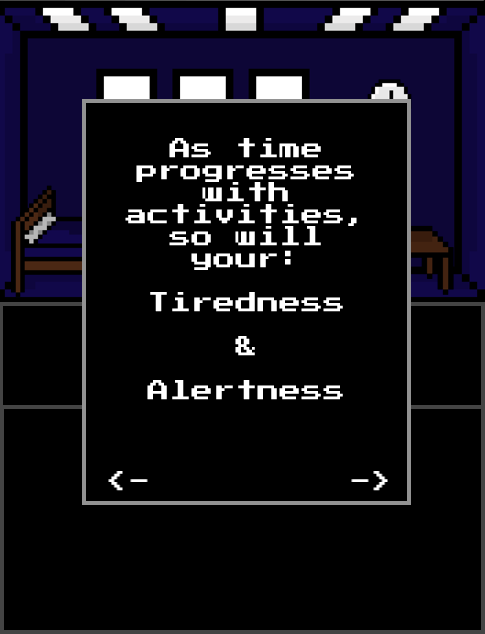 As time
progresses
with
activities,
so will
your:
Tiredness
&
Alertness
<- ->